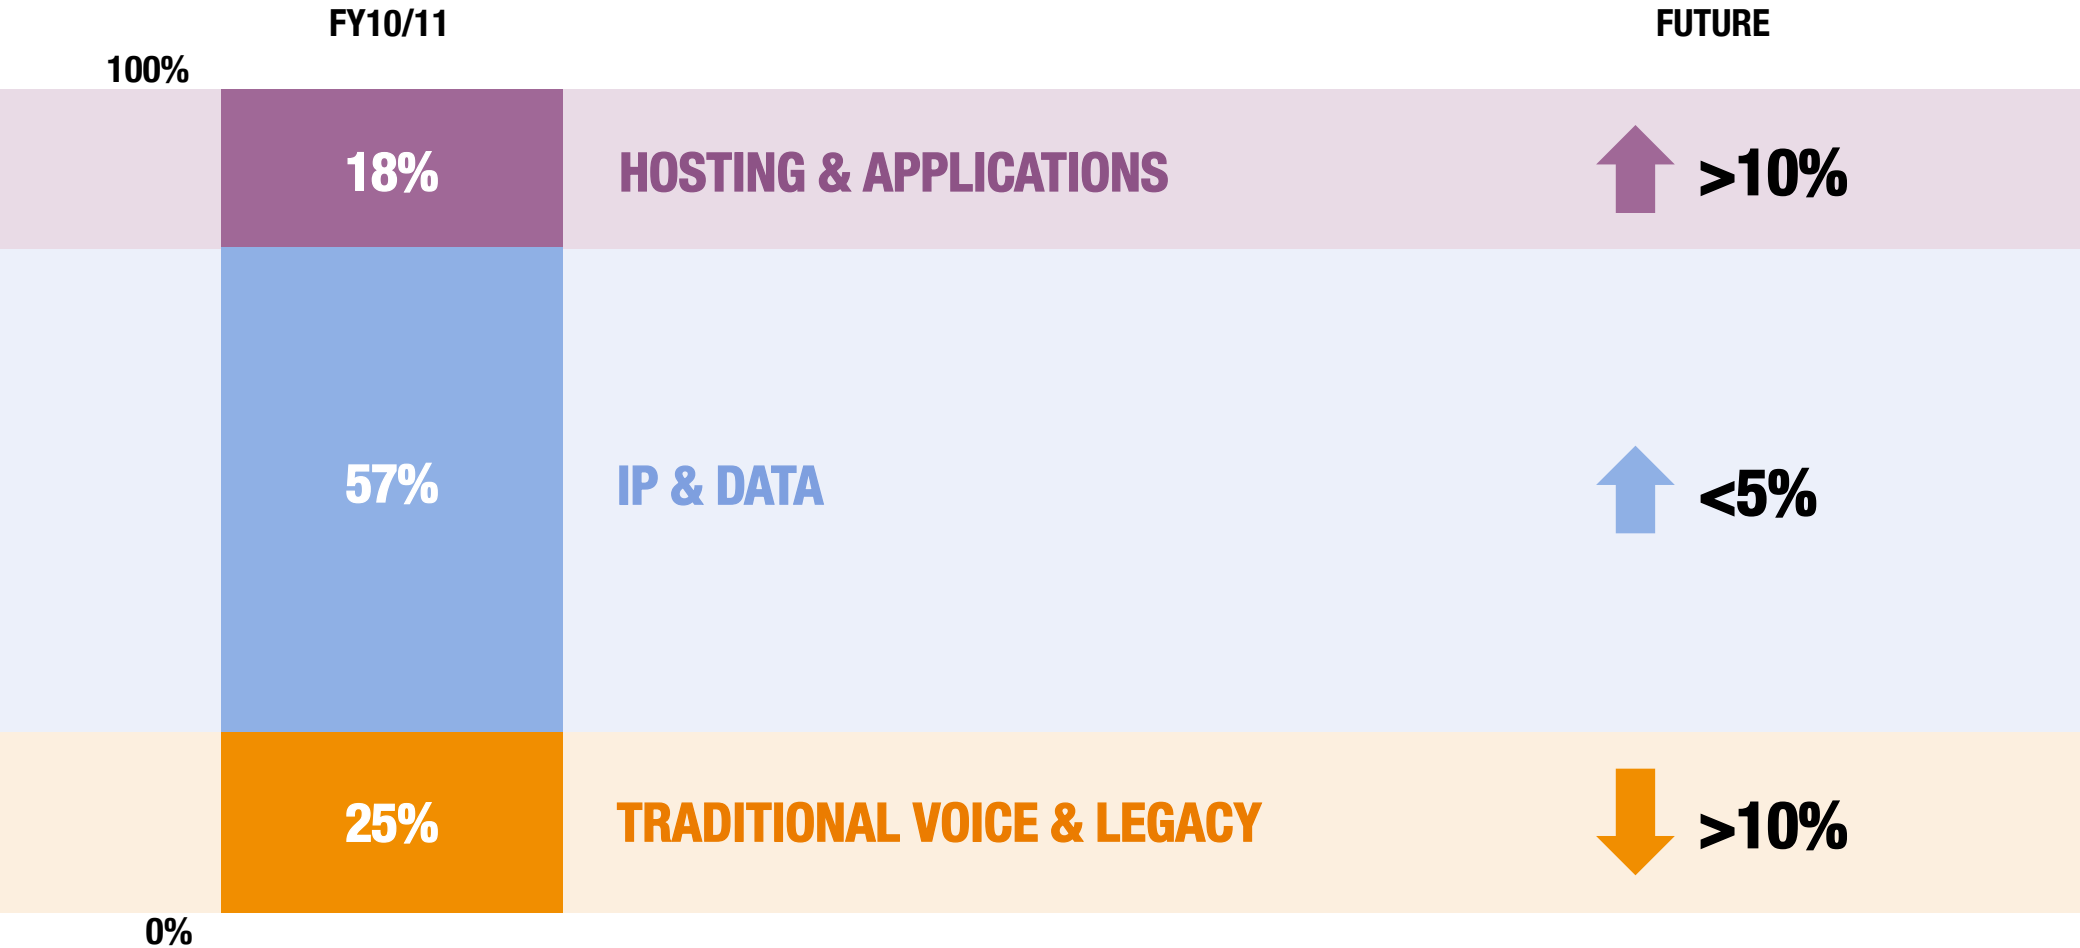 FY10/11
FUTURE
100%
18%
HOSTING & APPLICATIONS
>10%
57%
IP & DATA
<5%
25%
TRADITIONAL VOICE & LEGACY
>10%
0%